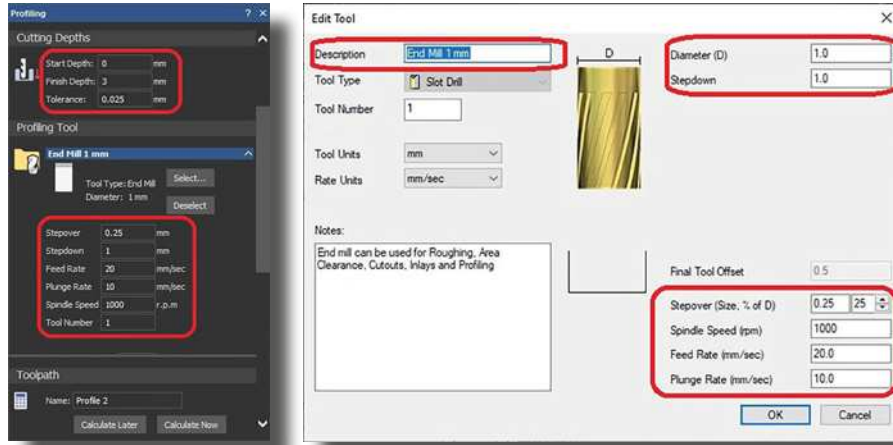 Profiling
? ×
Cutting Depths
Start Depth: 0 mm
Finish Depth: 3 mm
Tolerance: 0.025 mm
Profiling Tool
End Mill 1 mm
Tool Type: End Mill
Diameter: 1 mm
Select...
Deselect
Stepover 0.25 mm
Stepdown 1 mm
Feed Rate 20 mm/sec
Plunge Rate 10 mm/sec
Spindle Speed 1000 r.p.m
Tool Number 1
Toolpath
Name: Profile 2
Calculate Later Calculate Now
Edit Tool
Description End Mill 1 mm
Tool Type Slot Drill
Tool Number 1
Tool Units mm
Rate Units mm/sec
Notes:
End mill can be used for Roughing, Area
Clearance, Cutouts, Inlays and Profiling
D
Diameter (D) 1.0
Stepdown 1.0
Final Tool Offset 0.5
Stepover (Size, % of D) 0.25 25
Spindle Speed (rpm) 1000
Feed Rate (mm/sec) 20.0
Plunge Rate (mm/sec) 10.0
OK Cancel